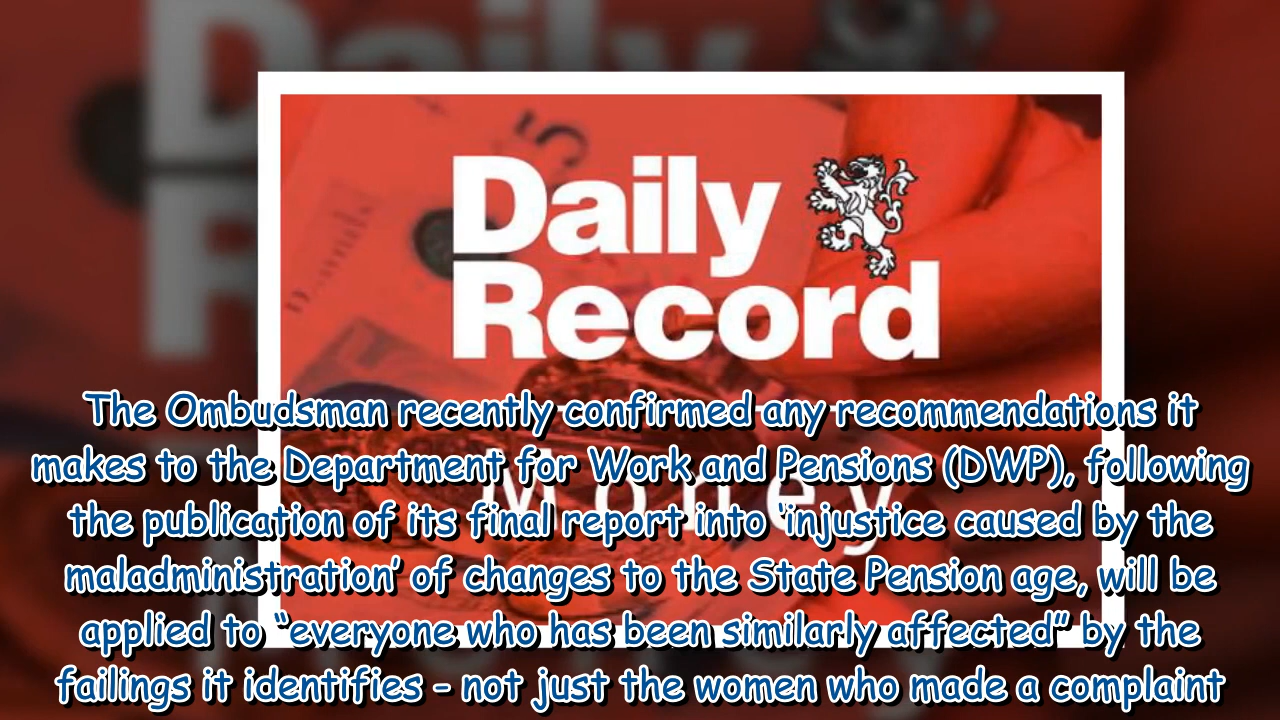 Daily
Record
Money
The Ombudsman recently confirmed any recommendations it
makes to the Department for Work and Pensions (DWP), following
the publication of its final report into ‘injustice caused by the
maladministration’ of changes to the State Pension age, will be
applied to “everyone who has been similarly affected” by the
failings it identifies - not just the women who made a complaint